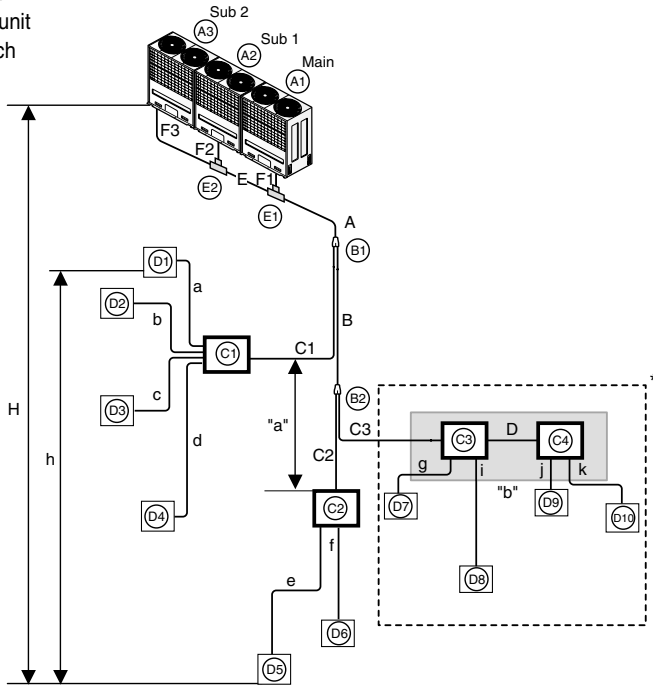 unit
ch
Sub 2
A3
Sub 1
A2
Main
A1
F3
F2
E
F1
E2
E1
A
B1
D1
a
D2
b
B
C1
C1
H
h
D3
c
"a"
B2
d
C3
C3
D
C4
C2
g
i
j
k
"b"
D7
D9
D10
D4
C2
f
D8
e
D6
D5
*